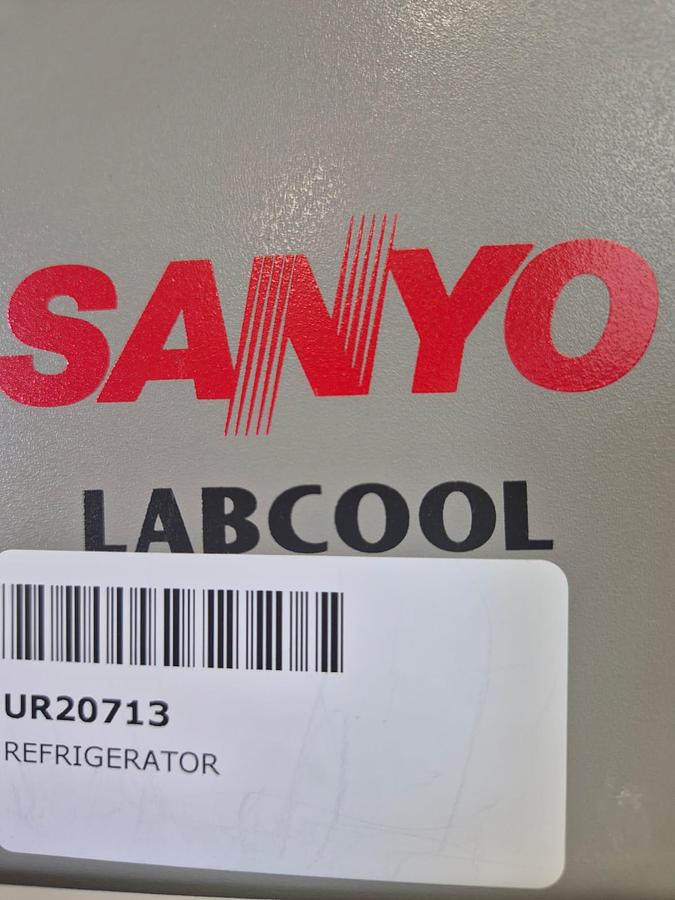 SANYO
LABCOOL
UR20713
REFRIGERATOR